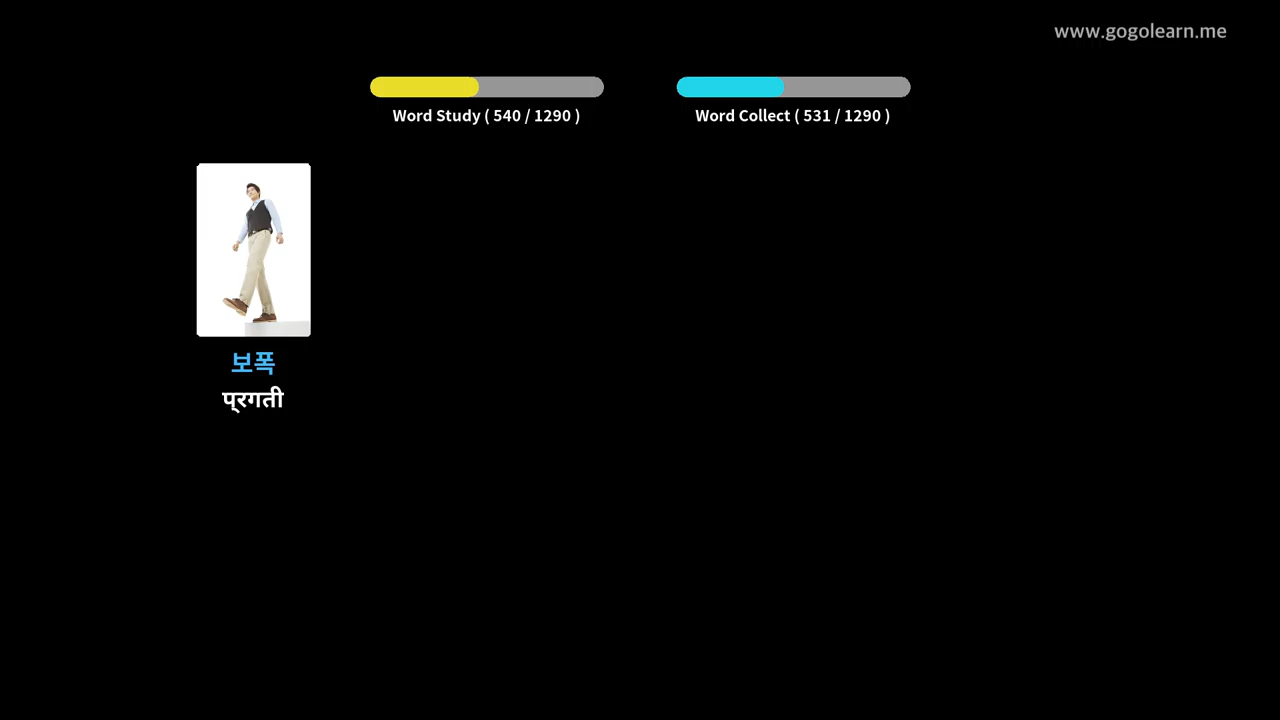 www.gogolearn.me
Word Study ( 540 / 1290 )
Word Collect ( 531 / 1290 )
보폭
प्रगती